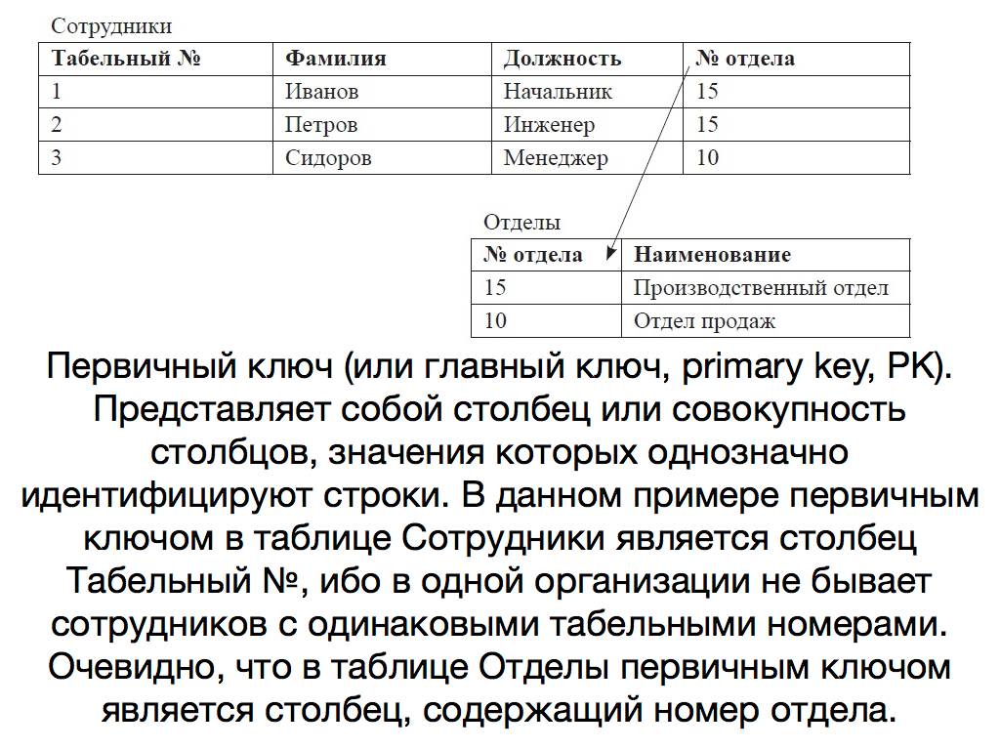 Сотрудники
Табельный № Фамилия Должность № отдела
1 Иванов Начальник 15
2 Петров Инженер 15
3 Сидоров Менеджер 10
Отделы
№ отдела Наименование
15 Производственный отдел
10 Отдел продаж
Первичный ключ (или главный ключ, primary key, PK).
Представляет собой столбец или совокупность
столбцов, значения которых однозначно
идентифицируют строки. В данном примере первичным
ключом в таблице Сотрудники является столбец
Табельный №, ибо в одной организации не бывает
сотрудников с одинаковыми табельными номерами.
Очевидно, что в таблице Отделы первичным ключом
является столбец, содержащий номер отдела.